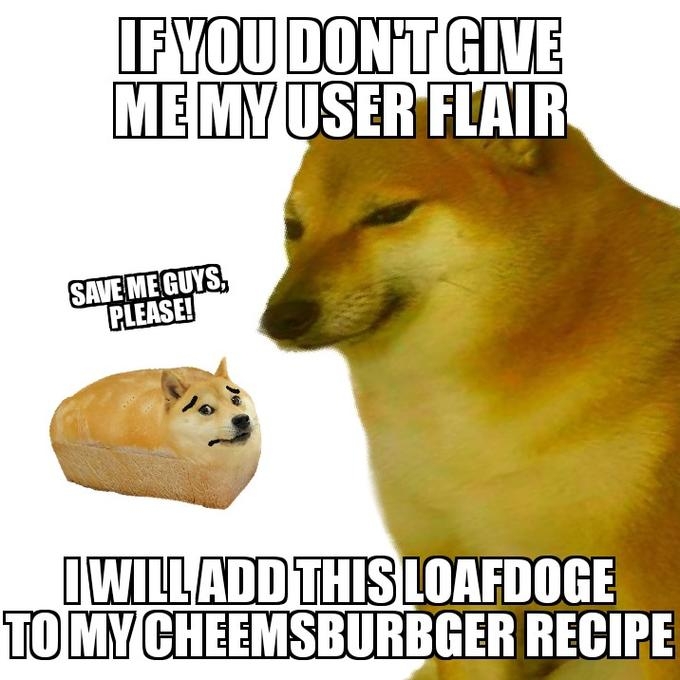 IF YOU DON'T GIVE
ME MY USER FLAIR
SAVE ME GUYS,
PLEASE!
I WILL ADD THIS LOAFDOGE
TO MY CHEEMSBURBGER RECIPE